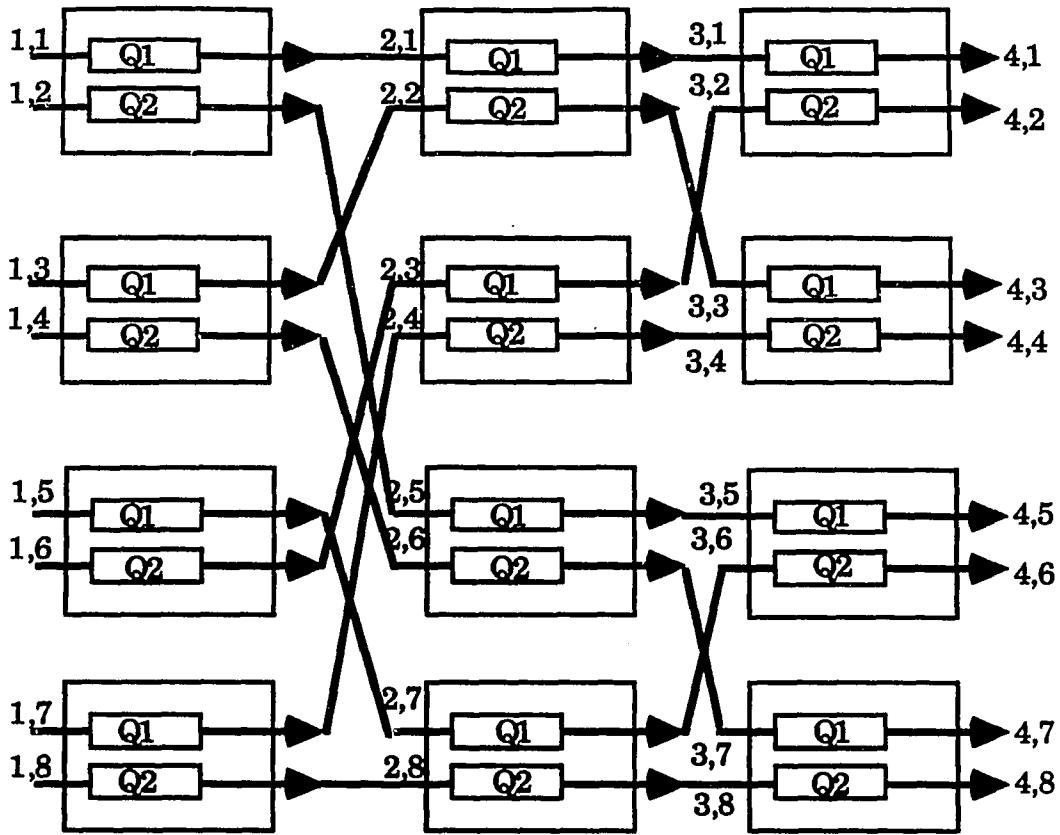 1,1 Q1 2,1 Q1 3,1 Q1 4,1
1,2 Q2 2,2 Q2 3,2 Q2 4,2
1,3 Q1 2,3 Q1 3,3 Q1 4,3
1,4 Q2 2,4 Q2 3,4 Q2 4,4
1,5 Q1 2,5 Q1 3,5 Q1 4,5
1,6 Q2 2,6 Q2 3,6 Q2 4,6
1,7 Q1 2,7 Q1 3,7 Q1 4,7
1,8 Q2 2,8 Q2 3,8 Q2 4,8